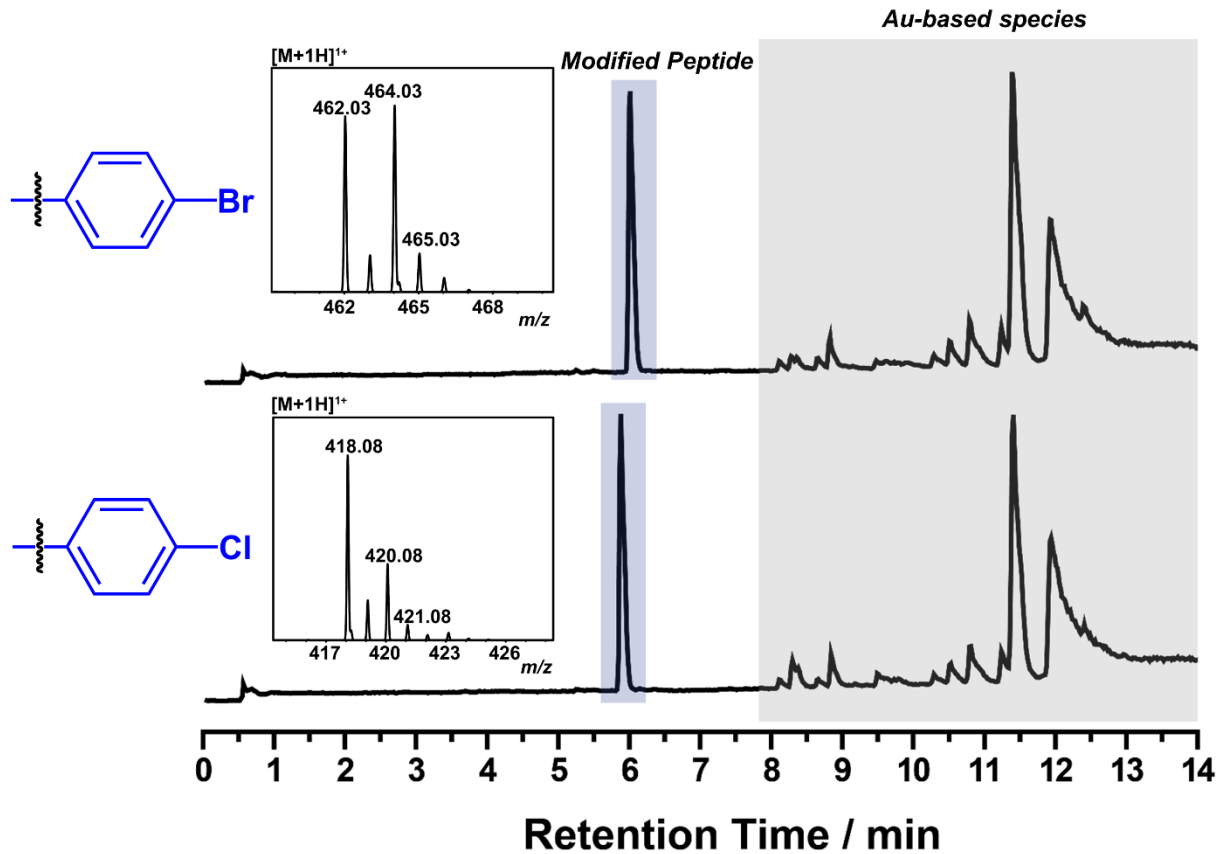 Au-based species
Modified Peptide
[M+1H]¹⁺
462.03
464.03
465.03
462 465 468
m/z
Br
[M+1H]¹⁺
418.08
420.08
421.08
417 420 423 426
m/z
Cl
0 1 2 3 4 5 6 7 8 9 10 11 12 13 14
Retention Time / min